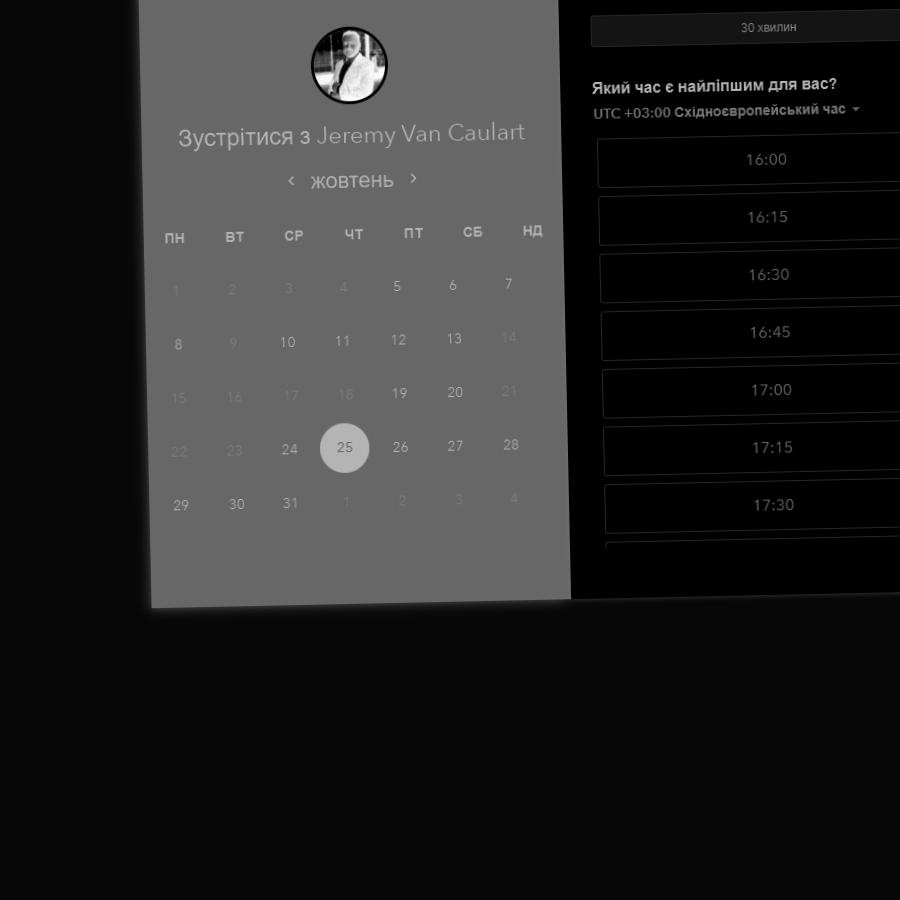 Зустрітися з Jeremy Van Caulart
жовтень
ПН ВТ СР ЧТ ПТ СБ НД
1 2 3 4 5 6 7
8 9 10 11 12 13 14
15 16 17 18 19 20 21
22 23 24 25 26 27 28
29 30 31 1 2 3 4
30 хвилин
Який час є найліпшим для вас?
UTC +03:00 Східноєвропейський час
16:00
16:15
16:30
16:45
17:00
17:15
17:30